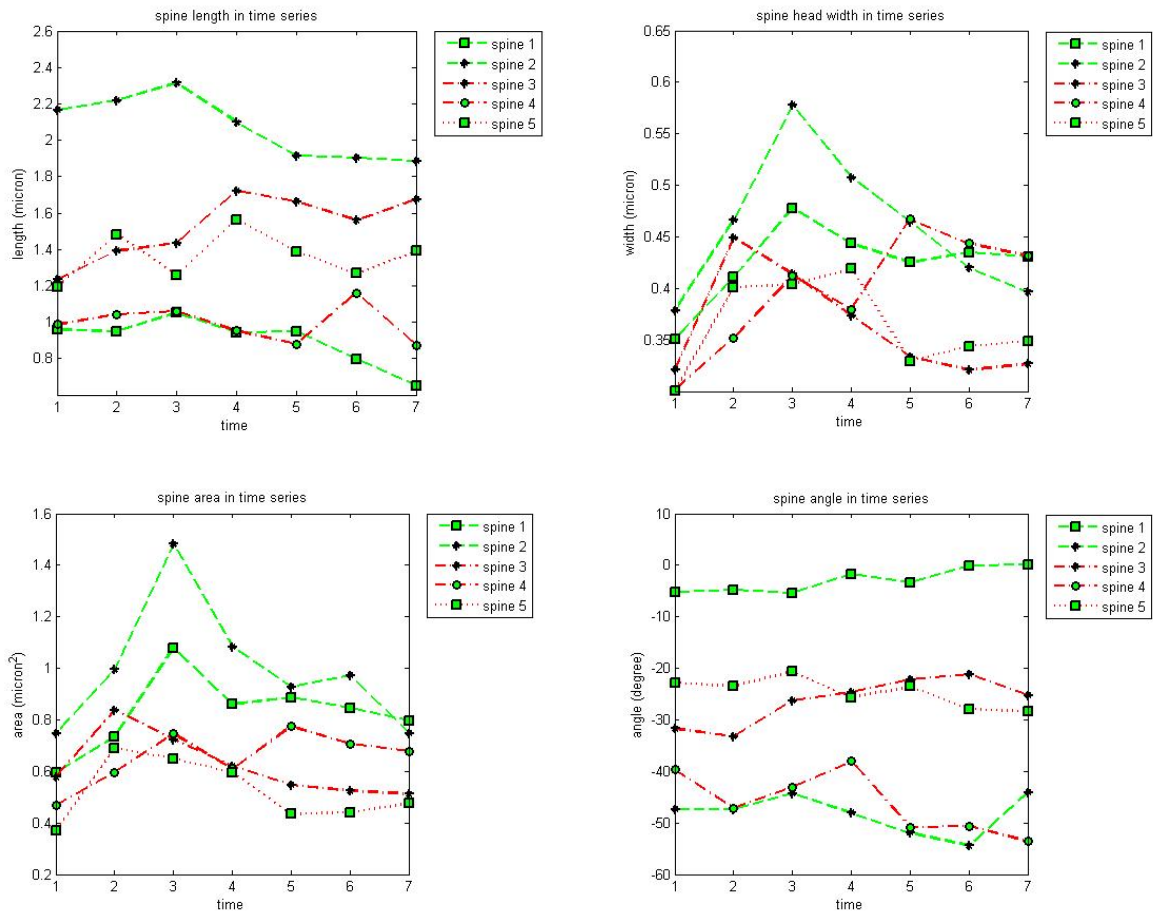 spine length in time series
2.6
2.4
2.2
2
1.8
1.6
1.4
1.2
1
0.8
length (micron)
1 2 3 4 5 6 7
time
spine 1
spine 2
spine 3
spine 4
spine 5
spine head width in time series
0.65
0.6
0.55
0.5
0.45
0.4
0.35
width (micron)
1 2 3 4 5 6 7
time
spine 1
spine 2
spine 3
spine 4
spine 5
spine area in time series
1.6
1.4
1.2
1
0.8
0.6
0.4
0.2
area (micron²)
1 2 3 4 5 6 7
time
spine 1
spine 2
spine 3
spine 4
spine 5
spine angle in time series
10
0
-10
-20
-30
-40
-50
-60
angle (degree)
1 2 3 4 5 6 7
time
spine 1
spine 2
spine 3
spine 4
spine 5